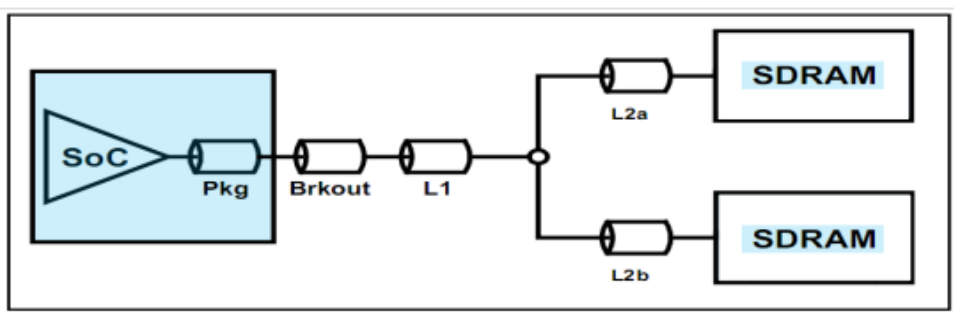 SDRAM
L2a
SoC
Pkg
Brkout
L1
SDRAM
L2b